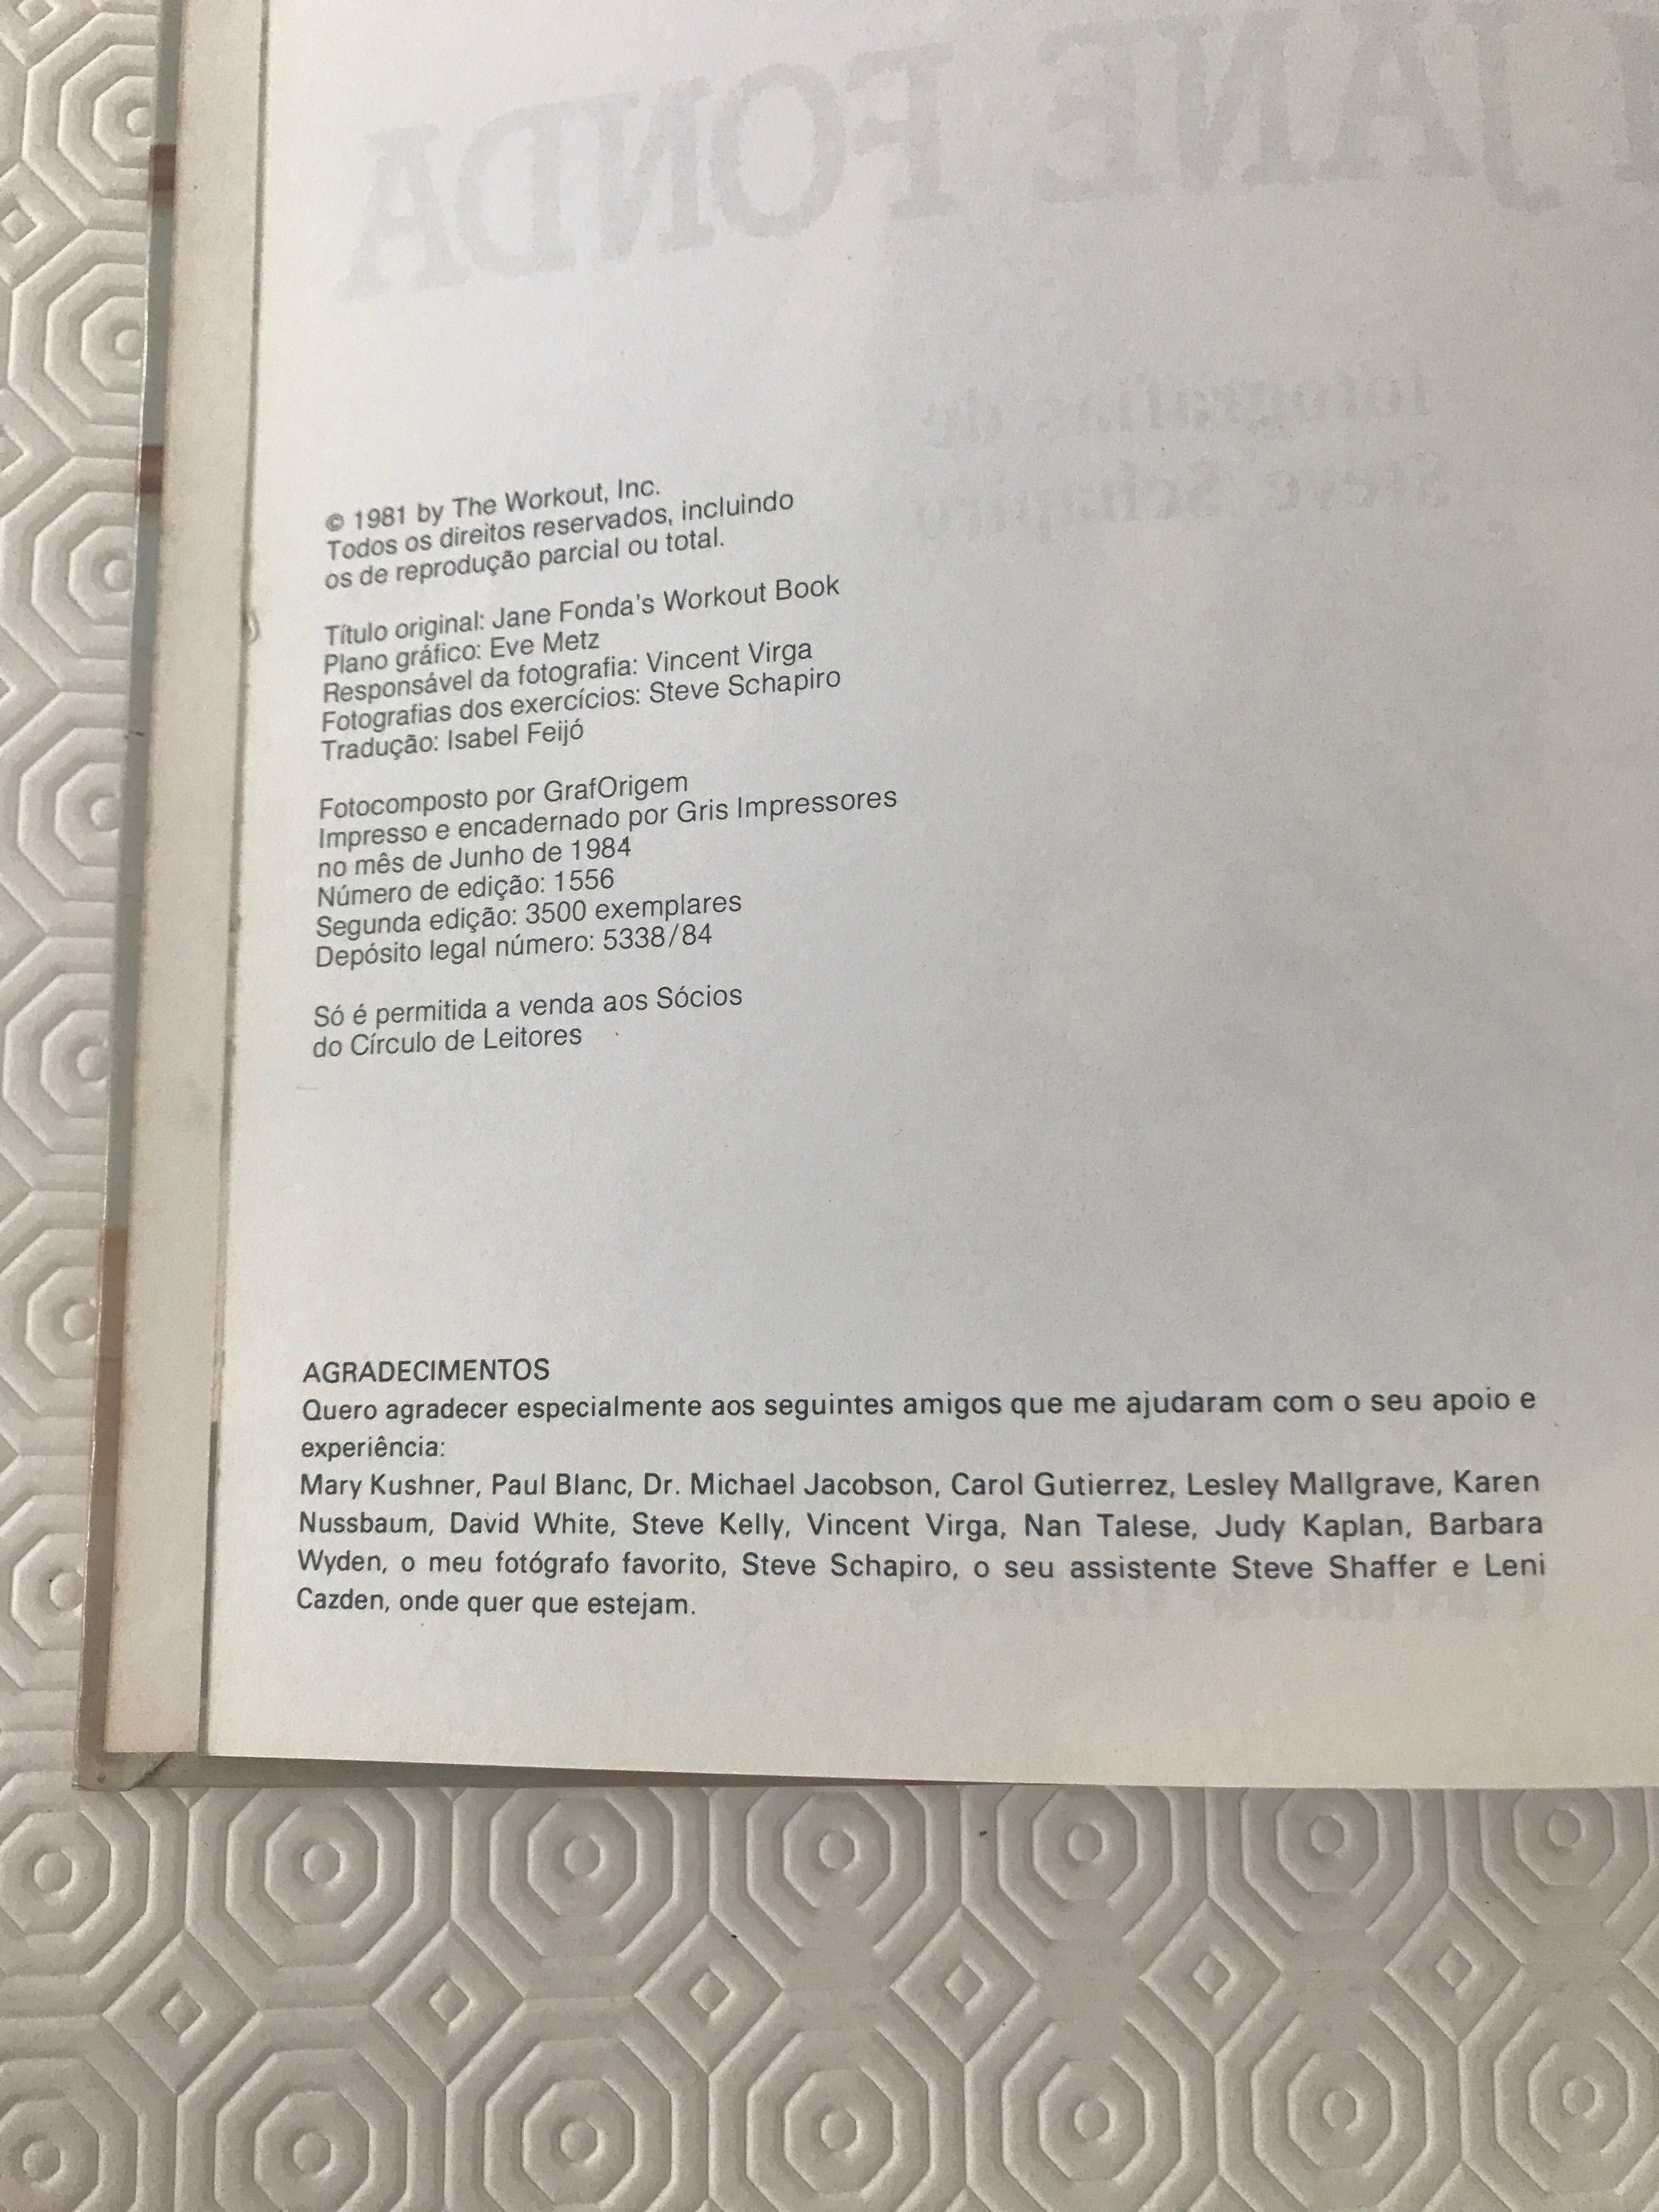 JANE FONDA
fotografias de
Steve Schapiro
© 1981 by The Workout, Inc.
Todos os direitos reservados, incluindo
os de reprodução parcial ou total.
Título original: Jane Fonda's Workout Book
Plano gráfico: Eve Metz
Responsável da fotografia: Vincent Virga
Fotografias dos exercícios: Steve Schapiro
Tradução: Isabel Feijó
Fotocomposto por GrafOrigem
Impresso e encadernado por Gris Impressores
no mês de Junho de 1984
Número de edição: 1556
Segunda edição: 3500 exemplares
Depósito legal número: 5338/84
Só é permitida a venda aos Sócios
do Círculo de Leitores
AGRADECIMENTOS
Quero agradecer especialmente aos seguintes amigos que me ajudaram com o seu apoio e
experiência:
Mary Kushner, Paul Blanc, Dr. Michael Jacobson, Carol Gutierrez, Lesley Mallgrave, Karen
Nussbaum, David White, Steve Kelly, Vincent Virga, Nan Talese, Judy Kaplan, Barbara
Wyden, o meu fotógrafo favorito, Steve Schapiro, o seu assistente Steve Shaffer e Leni
Cazden, onde quer que estejam.